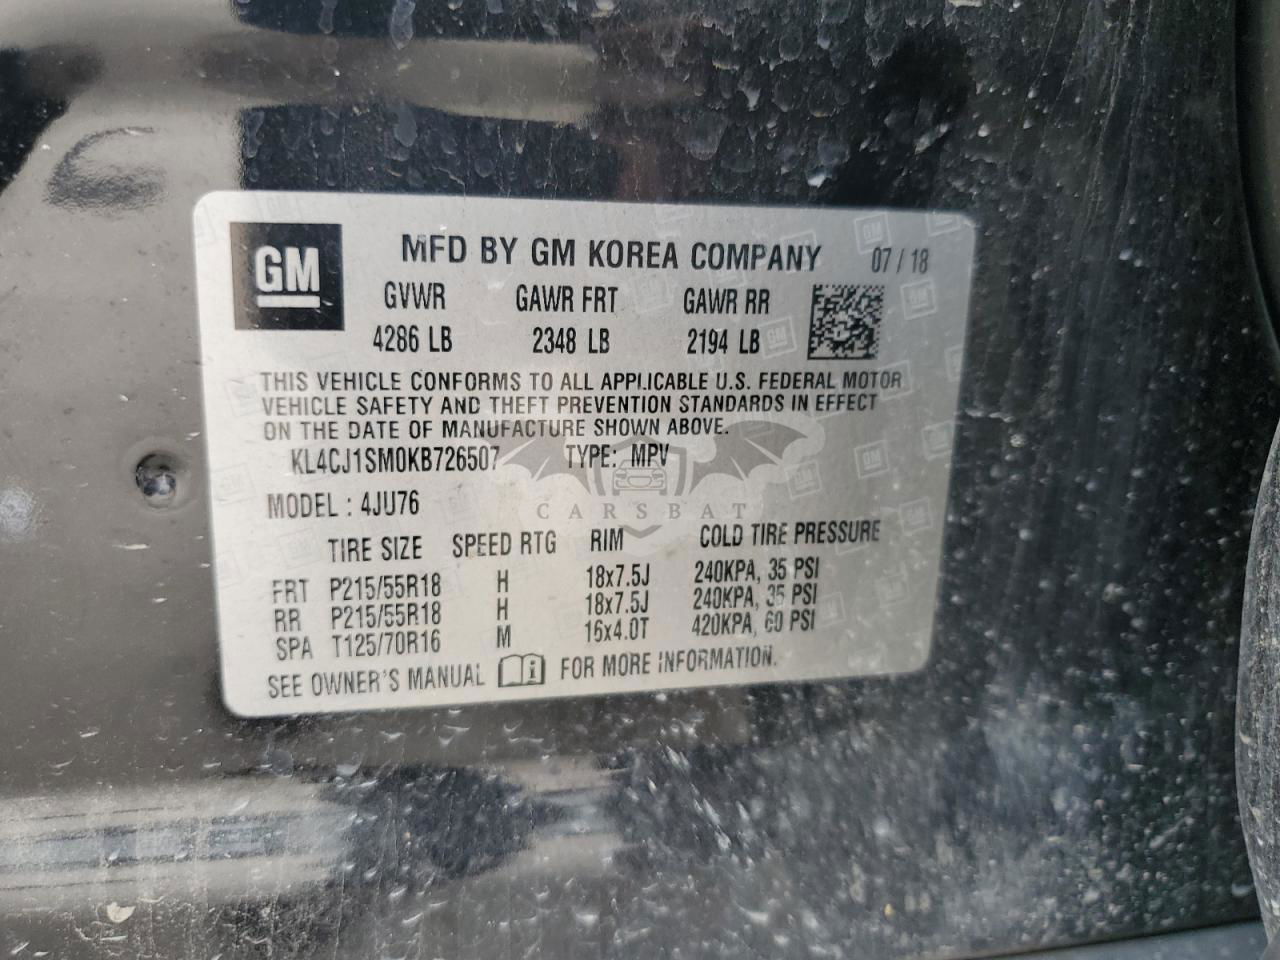 GM
MFD BY GM KOREA COMPANY 07 / 18
GVWR GAWR FRT GAWR RR
4286 LB 2348 LB 2194 LB
THIS VEHICLE CONFORMS TO ALL APPLICABLE U.S. FEDERAL MOTOR
VEHICLE SAFETY AND THEFT PREVENTION STANDARDS IN EFFECT
ON THE DATE OF MANUFACTURE SHOWN ABOVE.
KL4CJ1SM0KB726507 TYPE: MPV
CARSBAT
MODEL : 4JU76
TIRE SIZE SPEED RTG RIM COLD TIRE PRESSURE
FRT P215/55R18 H 18x7.5J 240KPA, 35 PSI
RR P215/55R18 H 18x7.5J 240KPA, 35 PSI
SPA T125/70R16 M 16x4.0T 420KPA, 60 PSI
SEE OWNER'S MANUAL i FOR MORE INFORMATION.